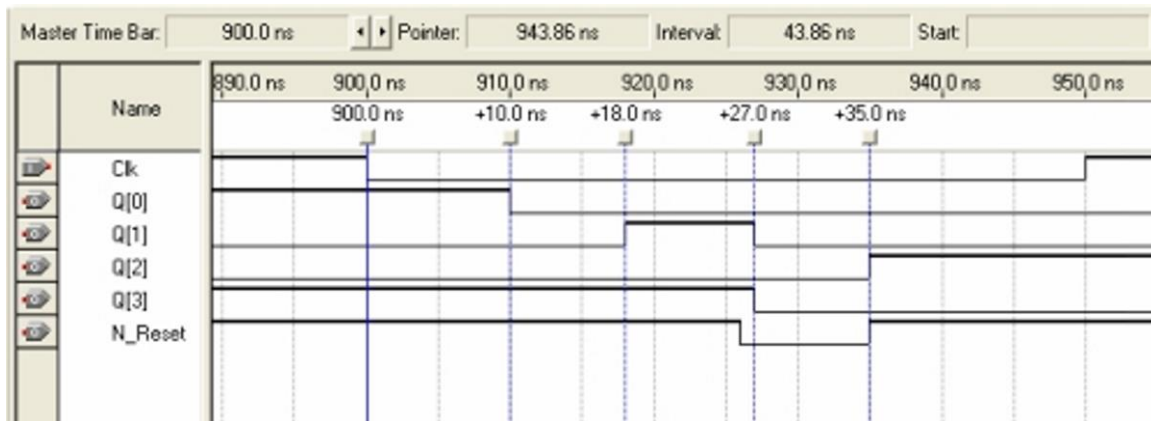 Master Time Bar: 900.0 ns Pointer: 943.86 ns Interval: 43.86 ns Start:
890.0 ns 900.0 ns 910.0 ns 920.0 ns 930.0 ns 940.0 ns 950.0 ns
Name
900.0 ns +10.0 ns +18.0 ns +27.0 ns +35.0 ns
Clk
Q[0]
Q[1]
Q[2]
Q[3]
N_Reset